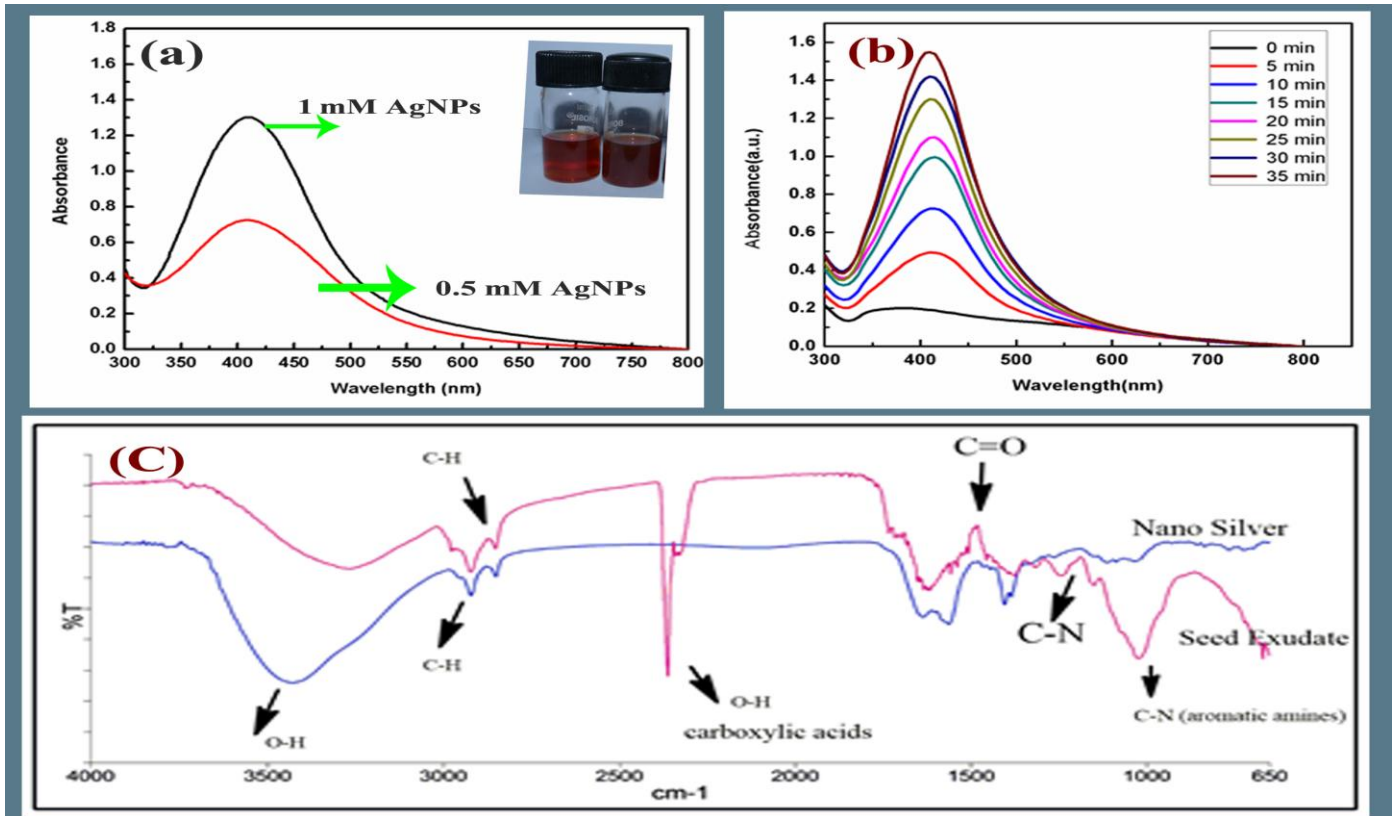 (a)
1.8
1.6
1.4
1.2
1.0
0.8
0.6
0.4
0.2
0.0
Absorbance
1 mM AgNPs
0.5 mM AgNPs
300 350 400 450 500 550 600 650 700 750 800
Wavelength (nm)
(b)
1.6
1.4
1.2
1.0
0.8
0.6
0.4
0.2
0.0
Absorbance(a.u.)
0 min
5 min
10 min
15 min
20 min
25 min
30 min
35 min
300 400 500 600 700 800
Wavelength(nm)
(C)
C-H
C=O
Nano Silver
%T
C-H
C-N
Seed Exudate
O-H
O-H
carboxylic acids
C-N (aromatic amines)
4000 3500 3000 2500 2000 1500 1000 650
cm-1